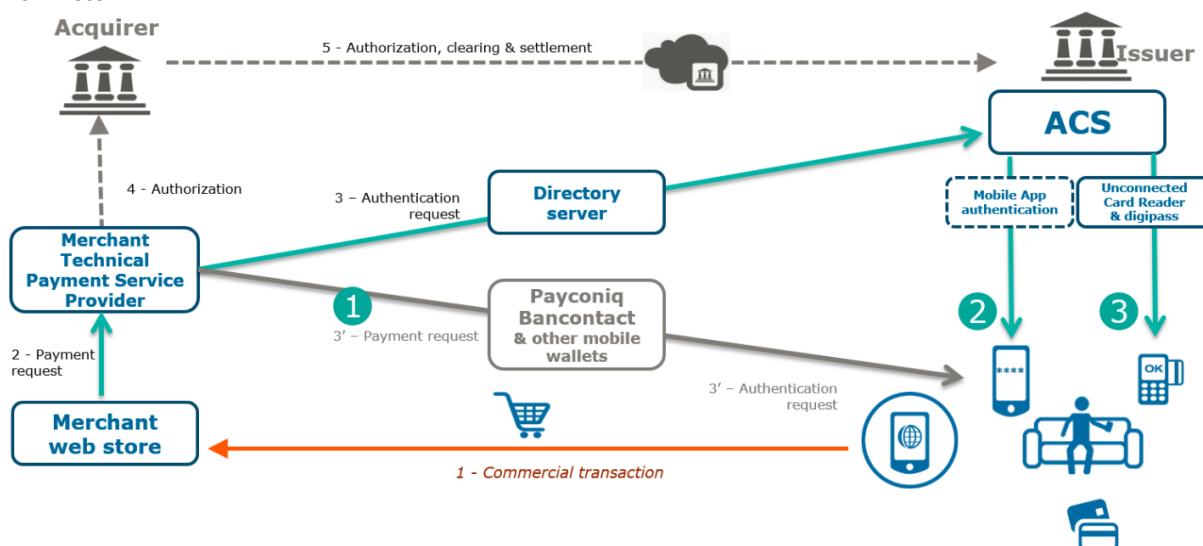 Acquirer
5 - Authorization, clearing & settlement
Issuer
ACS
4 - Authorization
3 – Authentication
request
Directory
server
Mobile App
authentication
Unconnected
Card Reader
& digipass
Merchant
Technical
Payment Service
Provider
1
3’ – Payment request
Payconiq
Bancontact
& other mobile
wallets
2
3
2 - Payment
request
3’ – Authentication
request
****
OK
Merchant
web store
1 - Commercial transaction